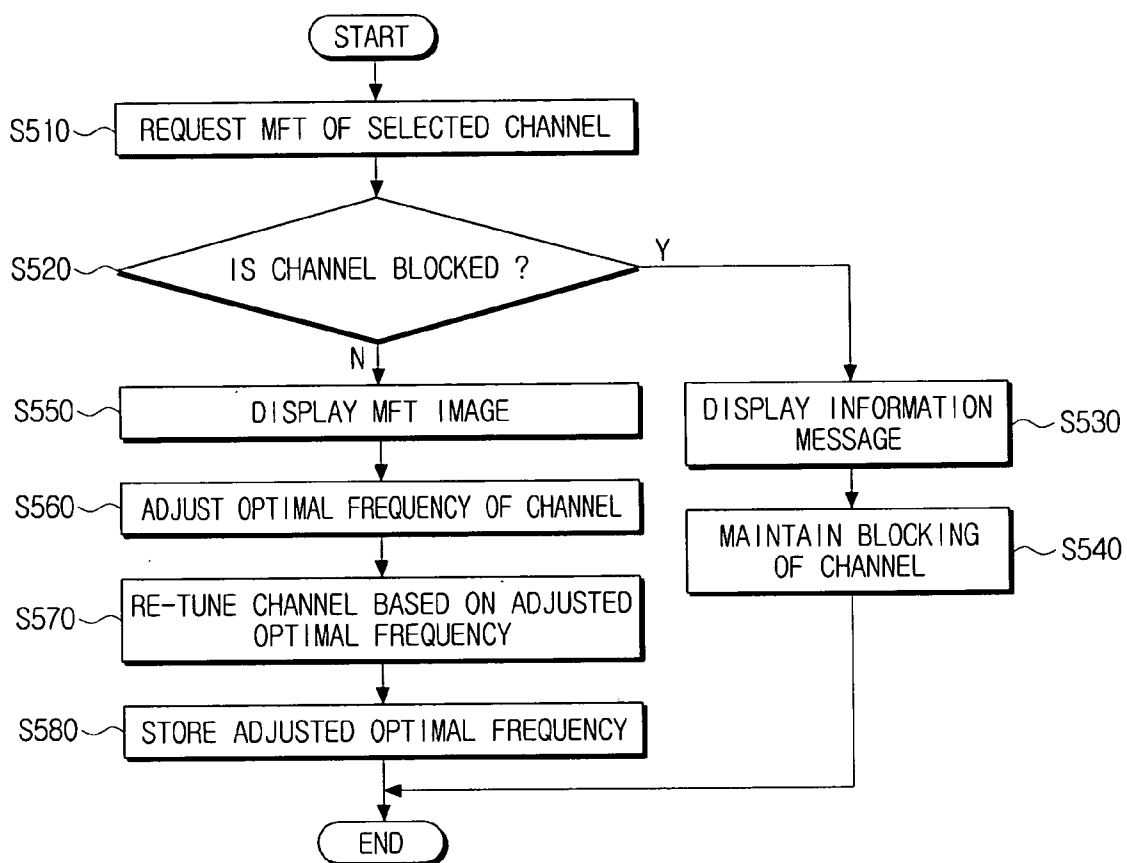 START
S510
REQUEST MFT OF SELECTED CHANNEL
S520
IS CHANNEL BLOCKED ?
Y
N
S550
DISPLAY MFT IMAGE
DISPLAY INFORMATION
MESSAGE
S530
S560
ADJUST OPTIMAL FREQUENCY OF CHANNEL
MAINTAIN BLOCKING
OF CHANNEL
S540
S570
RE-TUNE CHANNEL BASED ON ADJUSTED
OPTIMAL FREQUENCY
S580
STORE ADJUSTED OPTIMAL FREQUENCY
END